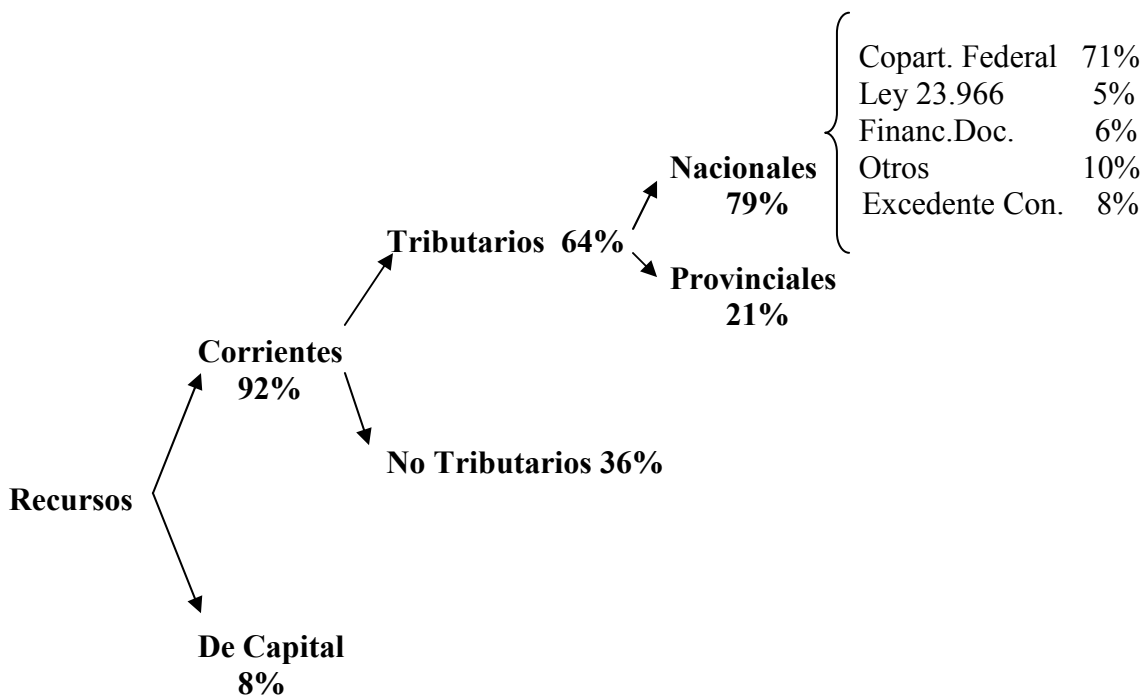 Copart. Federal 71%
Ley 23.966 5%
Financ.Doc. 6%
Otros 10%
Excedente Con. 8%
Nacionales
79%
Tributarios 64%
Provinciales
21%
Corrientes
92%
No Tributarios 36%
Recursos
De Capital
8%